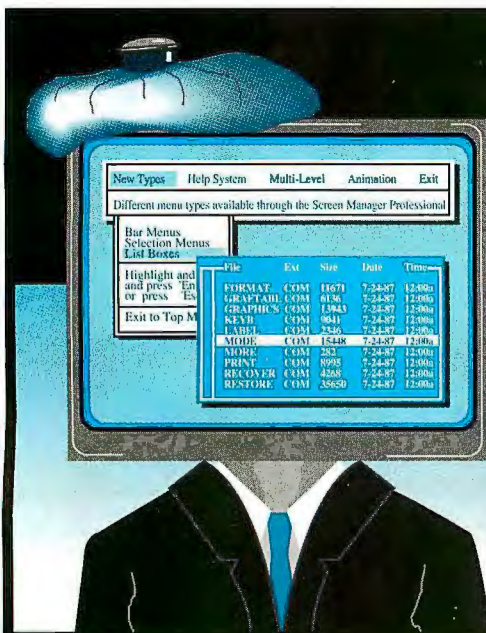 New Types Help System Multi-Level Animation Exit
Different menu types available through the Screen Manager Professional
Bar Menus
Selection Menus
List Boxes
Highlight and
and press 'En
or press 'Es
Exit to Top M
File Ext Size Date Time
FORMAT COM 11671 7-24-87 12:00a
GRAFTABL COM 6136 7-24-87 12:00a
GRAPHICS COM 13943 7-24-87 12:00a
KEYB COM 9041 7-24-87 12:00a
LABEL COM 2346 7-24-87 12:00a
MODE COM 15448 7-24-87 12:00a
MORE COM 282 7-24-87 12:00a
PRINT COM 8995 7-24-87 12:00a
RECOVER COM 4268 7-24-87 12:00a
RESTORE COM 35650 7-24-87 12:00a